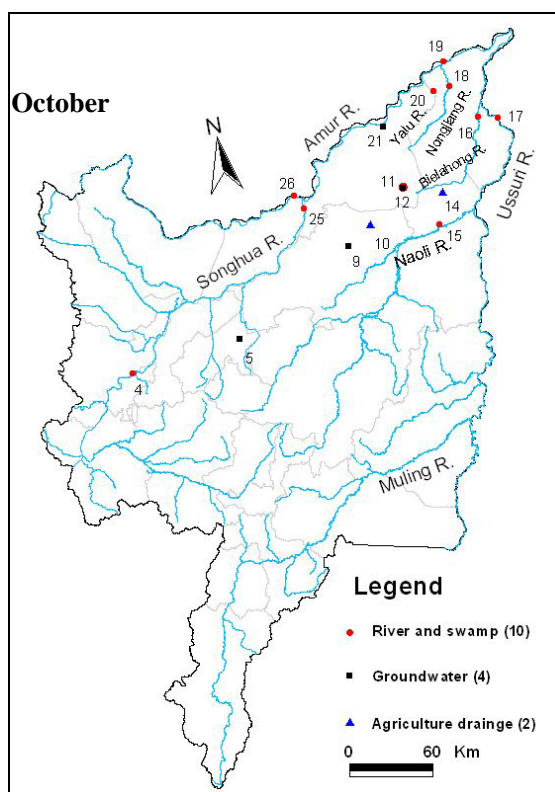 October
N
19
18
20
21
Amur R.
Yalu R.
Nongjiang R.
16
17
Bielahong R.
Ussuri R.
11
12
14
26
25
10
15
9
Songhua R.
Naoli R.
5
4
Muling R.
Legend
River and swamp (10)
Groundwater (4)
Agriculture drainge (2)
0 60 Km